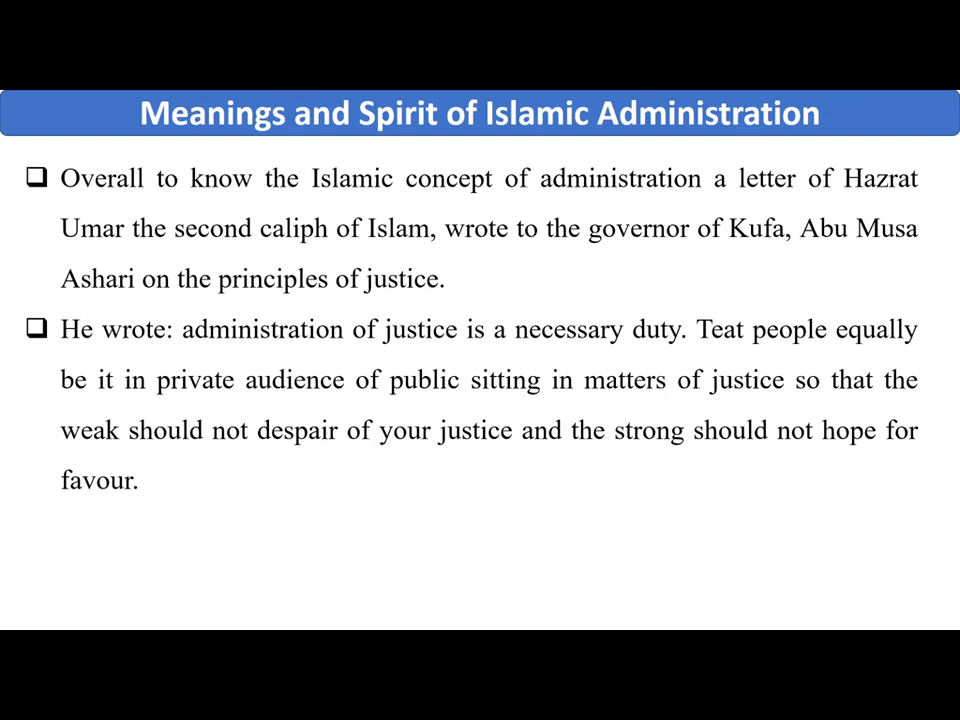 Meanings and Spirit of Islamic Administration
❑ Overall to know the Islamic concept of administration a letter of Hazrat
Umar the second caliph of Islam, wrote to the governor of Kufa, Abu Musa
Ashari on the principles of justice.
❑ He wrote: administration of justice is a necessary duty. Teat people equally
be it in private audience of public sitting in matters of justice so that the
weak should not despair of your justice and the strong should not hope for
favour.